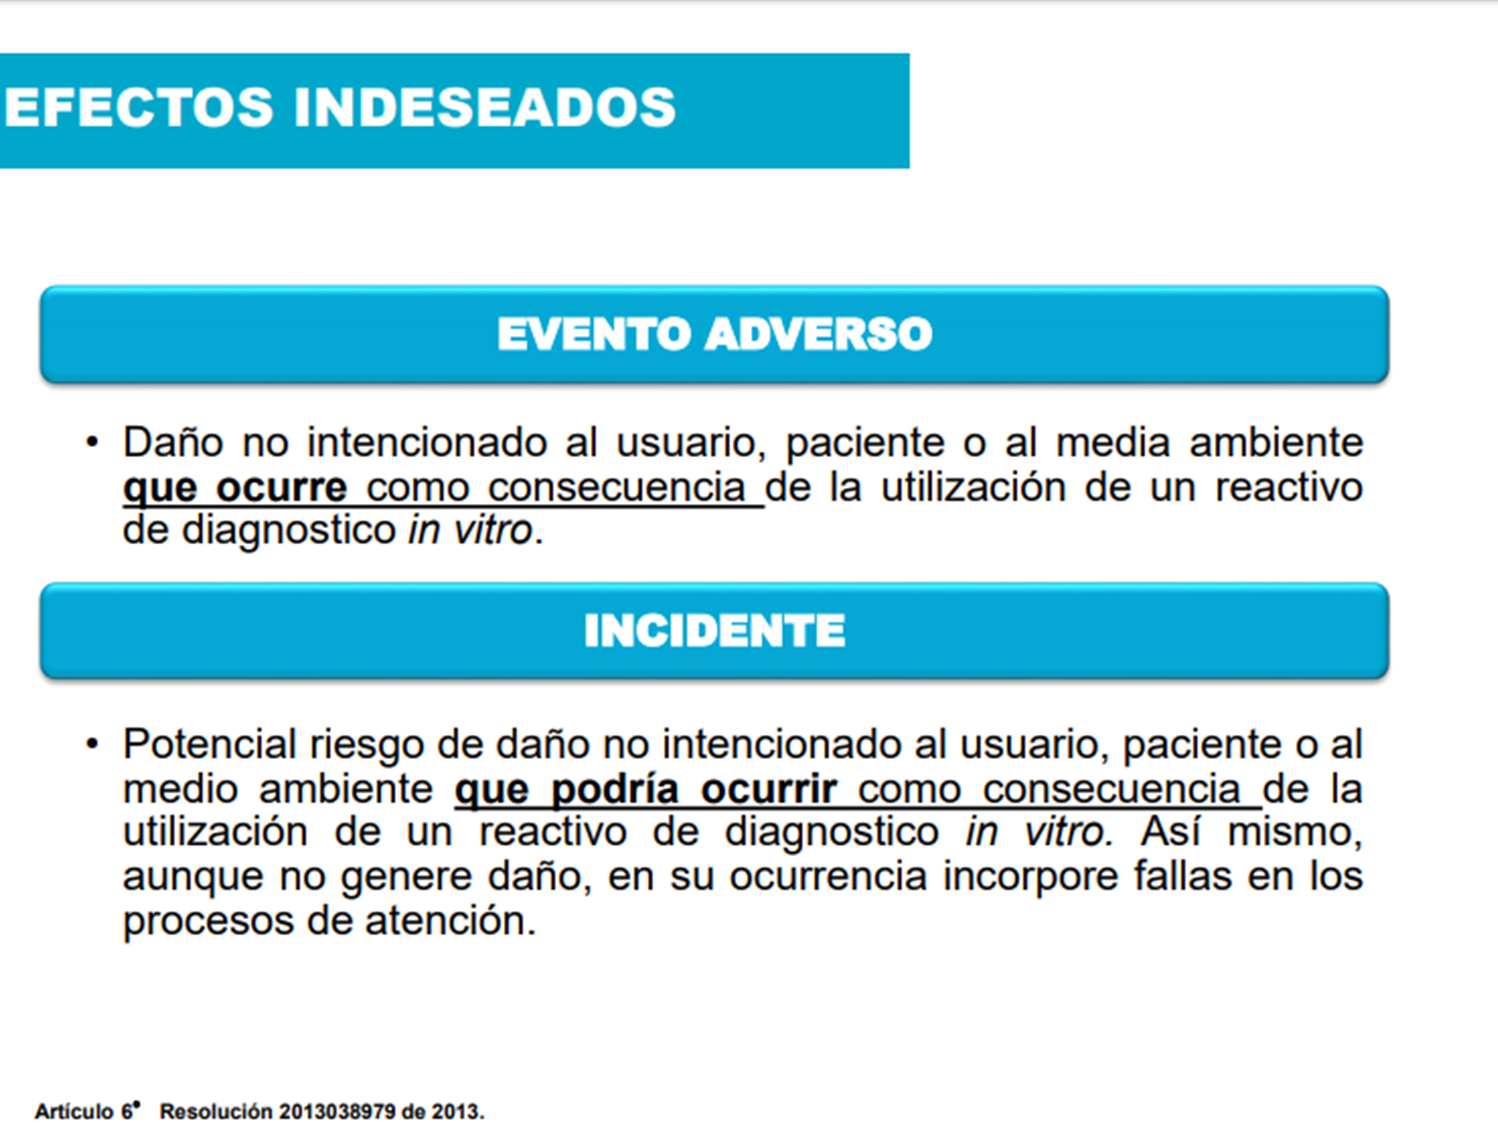 EFECTOS INDESEADOS
EVENTO ADVERSO
• Daño no intencionado al usuario, paciente o al media ambiente
que ocurre como consecuencia de la utilización de un reactivo
de diagnostico in vitro.
INCIDENTE
• Potencial riesgo de daño no intencionado al usuario, paciente o al
medio ambiente que podría ocurrir como consecuencia de la
utilización de un reactivo de diagnostico in vitro. Así mismo,
aunque no genere daño, en su ocurrencia incorpore fallas en los
procesos de atención.
Artículo 6° Resolución 2013038979 de 2013.